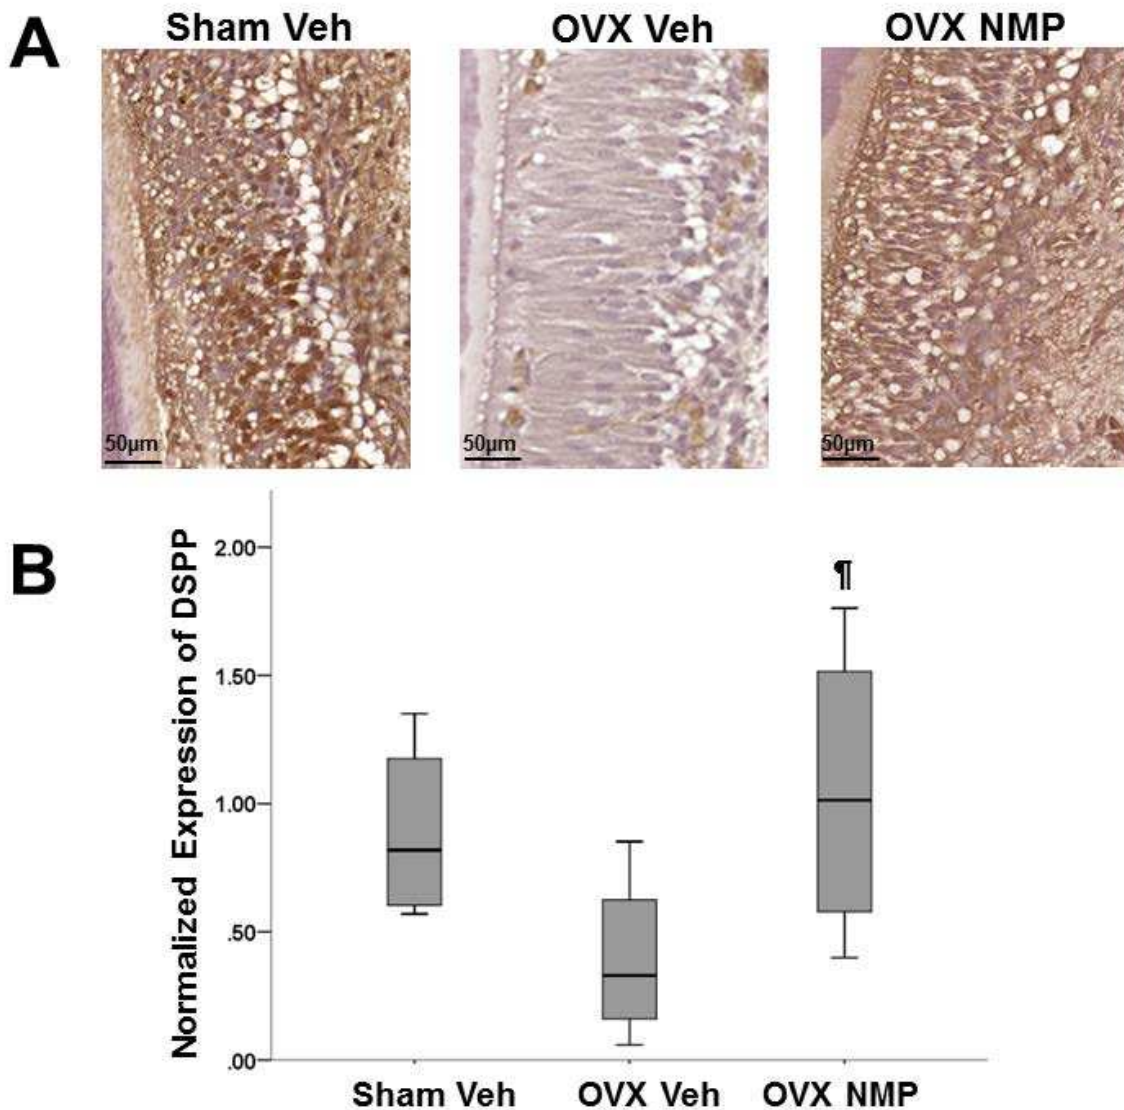 A
Sham Veh
OVX Veh
OVX NMP
50µm
50µm
50µm
B
Normalized Expression of DSPP
2.00
1.50
1.00
.50
.00
¶
Sham Veh
OVX Veh
OVX NMP